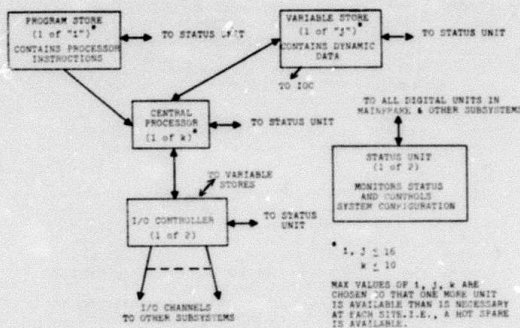 PROGRAM STORE
(1 of "i")*
CONTAINS PROCESSOR
INSTRUCTIONS
TO STATUS UNIT
VARIABLE STORE
(1 of "j")*
CONTAINS DYNAMIC
DATA
TO STATUS UNIT
TO IOC
CENTRAL
PROCESSOR
(1 of k)*
TO STATUS UNIT
TO ALL DIGITAL UNITS IN
MAINFRAME & OTHER SUBSYSTEMS
STATUS UNIT
(1 of 2)
MONITORS STATUS
AND CONTROLS
SYSTEM CONFIGURATION
TO VARIABLE
STORES
I/O CONTROLLER
(1 of 2)
TO STATUS
UNIT
I/O CHANNELS
TO OTHER SUBSYSTEMS
* i, j ≤ 16
k ≤ 10
MAX VALUES OF i, j, k ARE
CHOSEN SO THAT ONE MORE UNIT
IS AVAILABLE THAN IS NECESSARY
AT EACH SITE. I.E., A HOT SPARE
IS AVAILABLE.